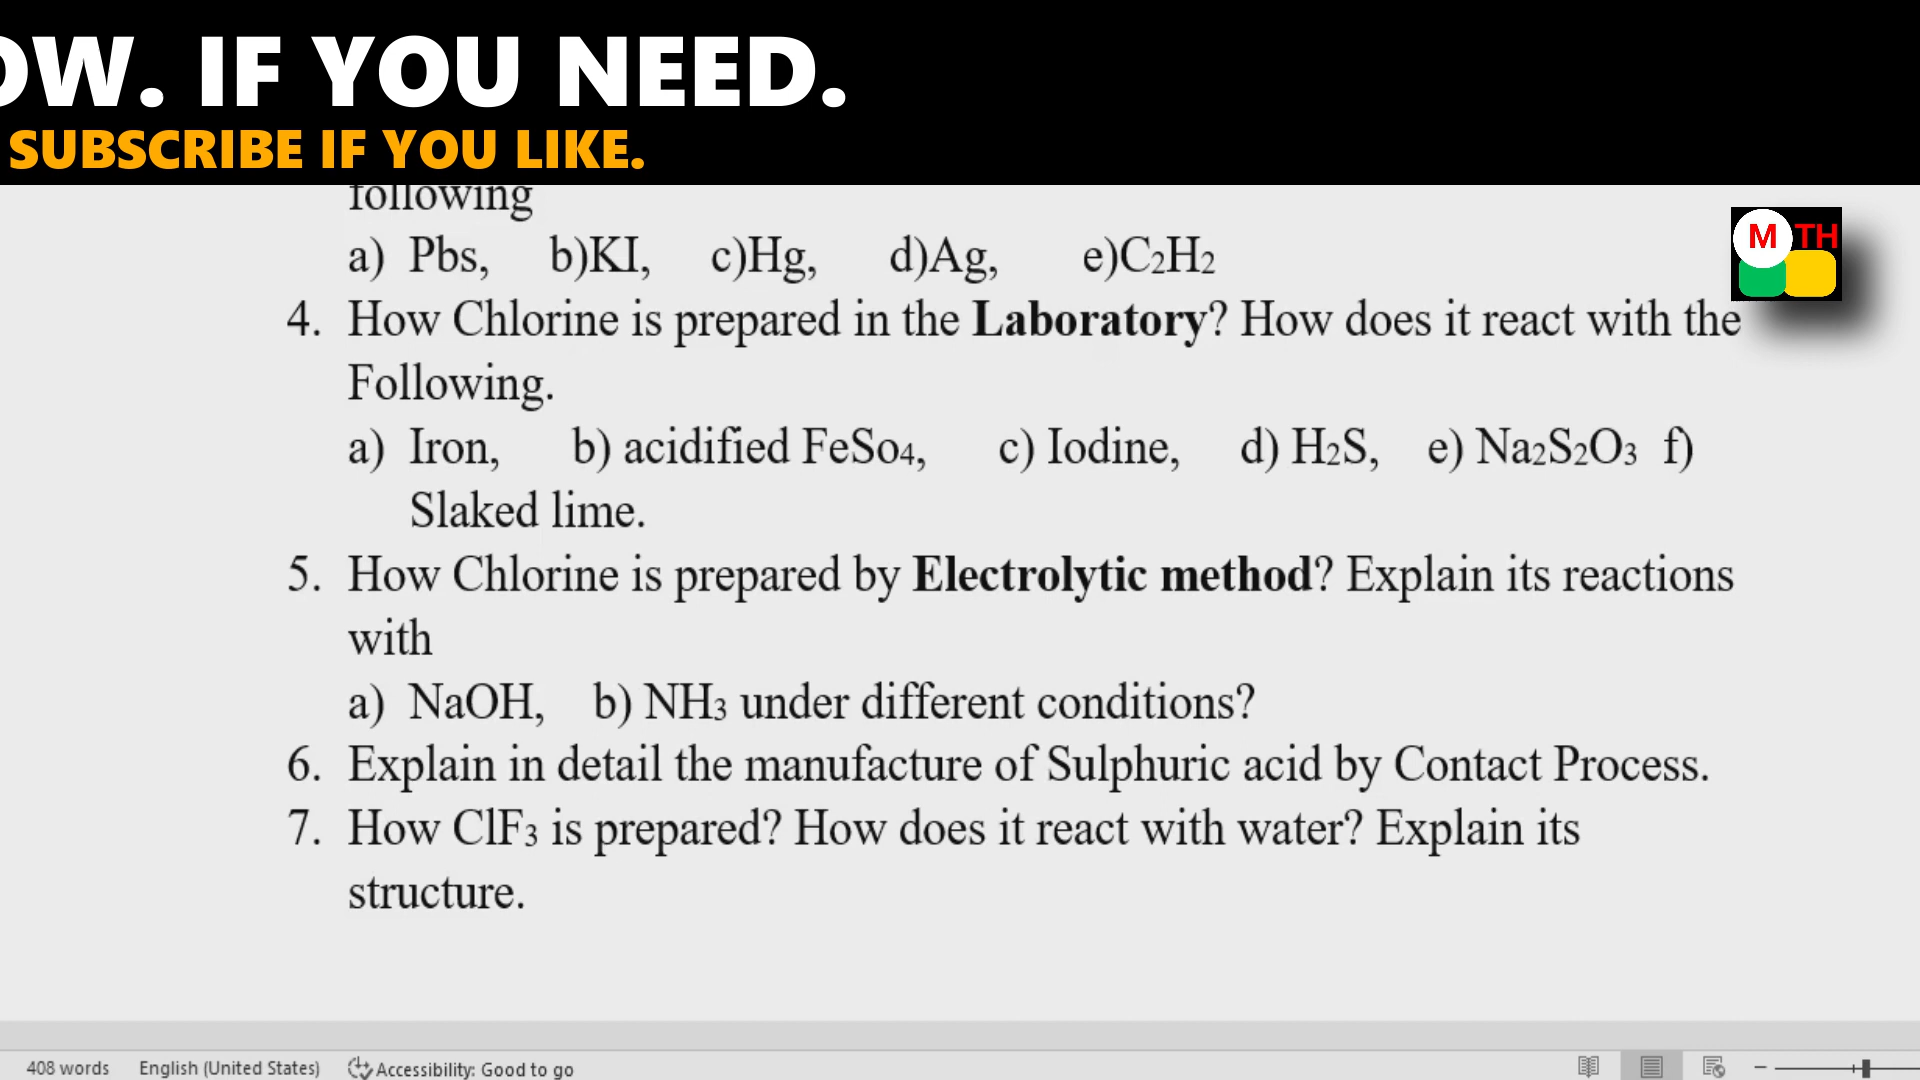 OW. IF YOU NEED.
SUBSCRIBE IF YOU LIKE.
following
a) Pbs, b)KI, c)Hg, d)Ag, e)C2H2
M TH
4. How Chlorine is prepared in the Laboratory? How does it react with the
Following.
a) Iron, b) acidified FeSo4, c) Iodine, d) H2S, e) Na2S2O3 f)
Slaked lime.
5. How Chlorine is prepared by Electrolytic method? Explain its reactions
with
a) NaOH, b) NH3 under different conditions?
6. Explain in detail the manufacture of Sulphuric acid by Contact Process.
7. How ClF3 is prepared? How does it react with water? Explain its
structure.
408 words English (United States) Accessibility: Good to go